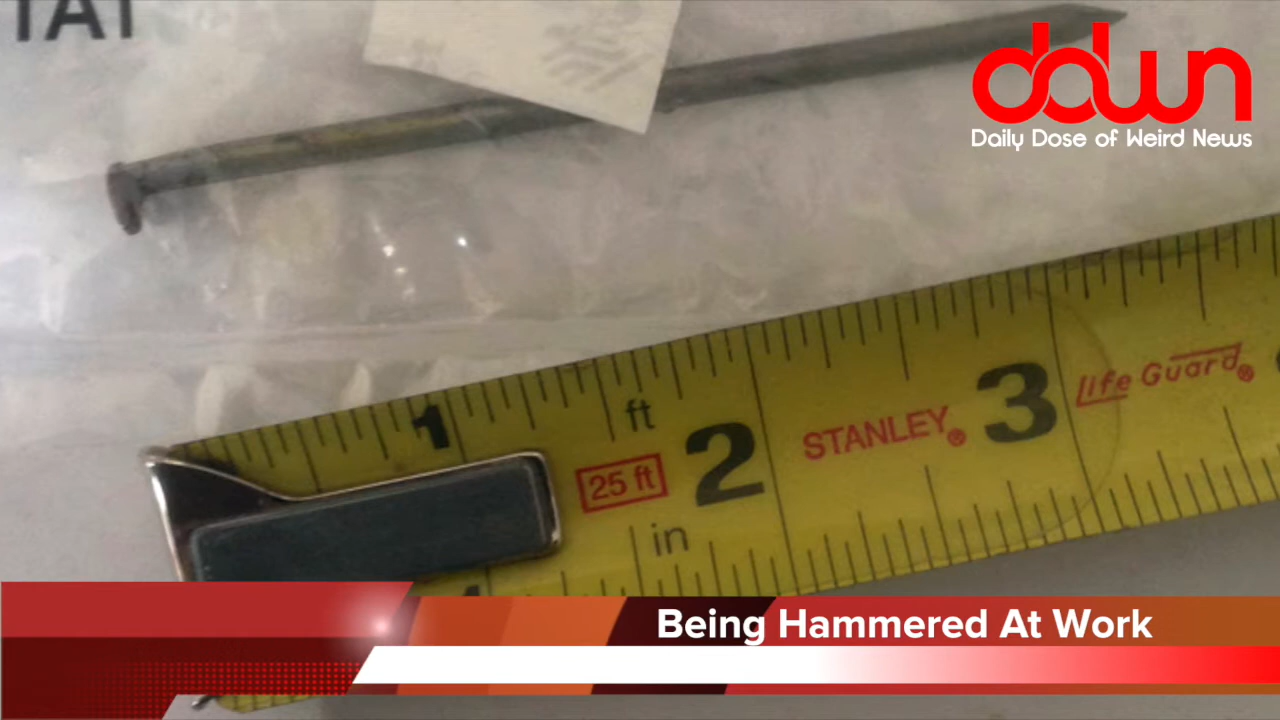 TAT
dDwn
Daily Dose of Weird News
1
ft
2
STANLEY®
3
Life Guard®
25 ft
in
Being Hammered At Work